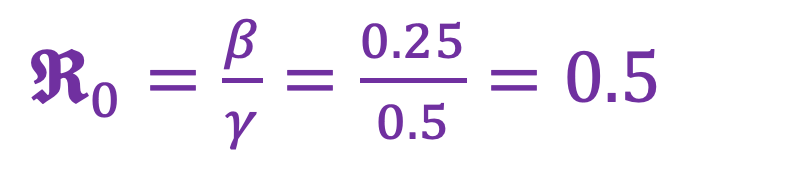 ℜ₀ = β/γ = 0.25/0.5 = 0.5